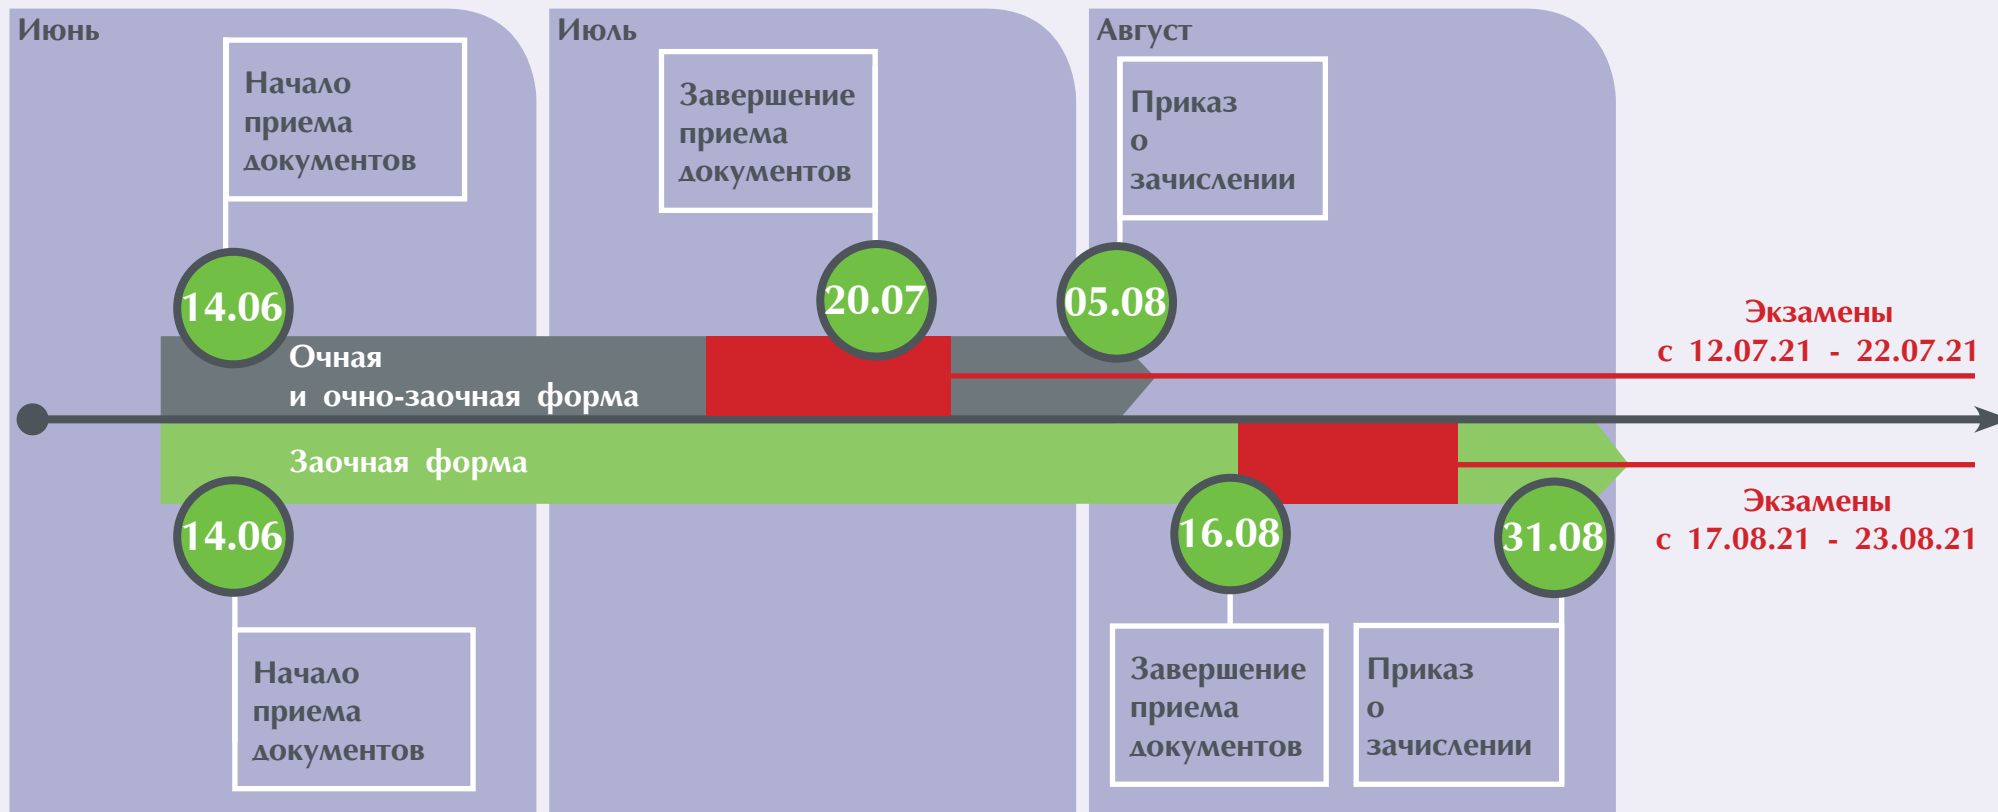 Июнь
Июль
Август
Начало
приема
документов
Завершение
приема
документов
Приказ
о
зачислении
14.06
20.07
05.08
Экзамены
с 12.07.21 - 22.07.21
Очная
и очно-заочная форма
Заочная форма
14.06
16.08
31.08
Экзамены
с 17.08.21 - 23.08.21
Начало
приема
документов
Завершение
приема
документов
Приказ
о
зачислении